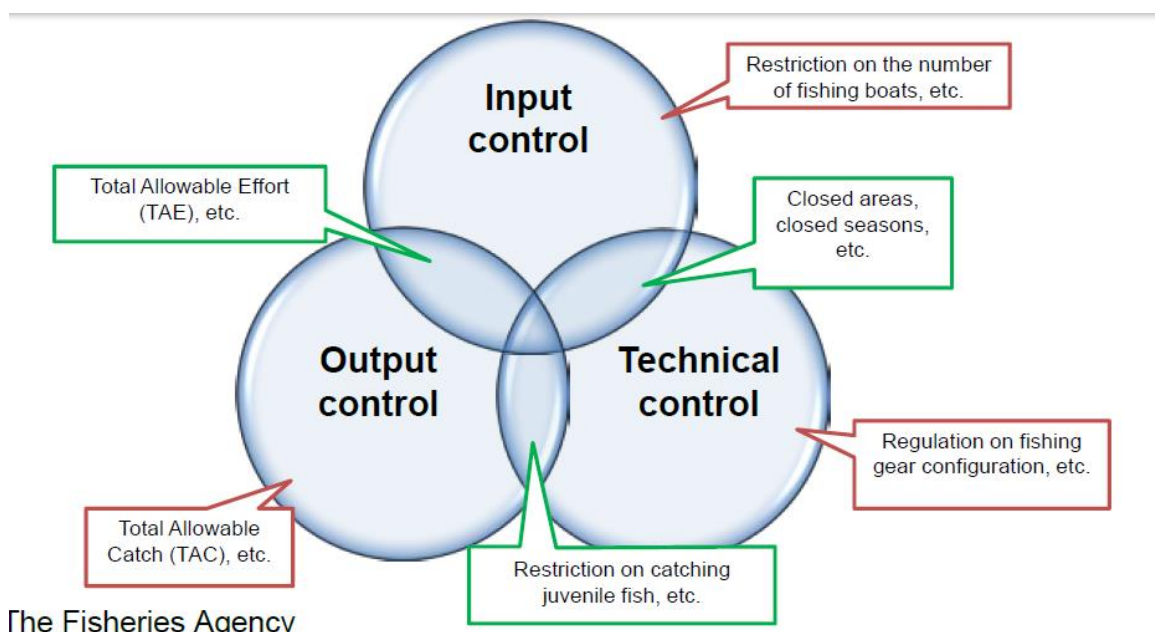 Input
control
Restriction on the number
of fishing boats, etc.
Total Allowable Effort
(TAE), etc.
Closed areas,
closed seasons,
etc.
Output
control
Technical
control
Regulation on fishing
gear configuration, etc.
Total Allowable
Catch (TAC), etc.
Restriction on catching
juvenile fish, etc.
The Fisheries Agency